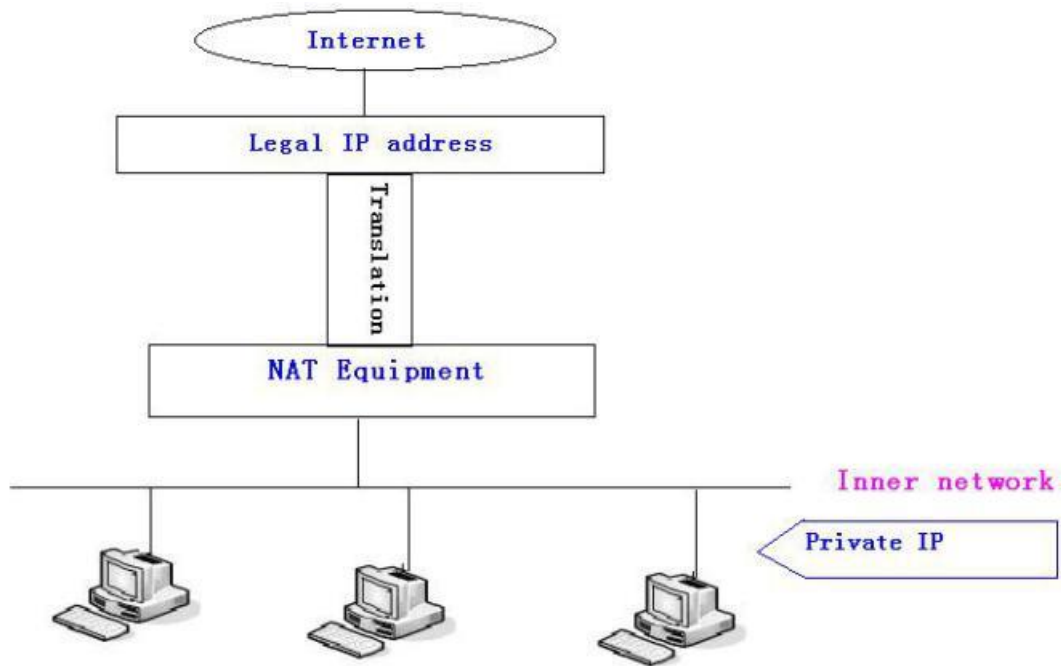 Internet
Legal IP address
Translation
NAT Equipment
Inner network
Private IP